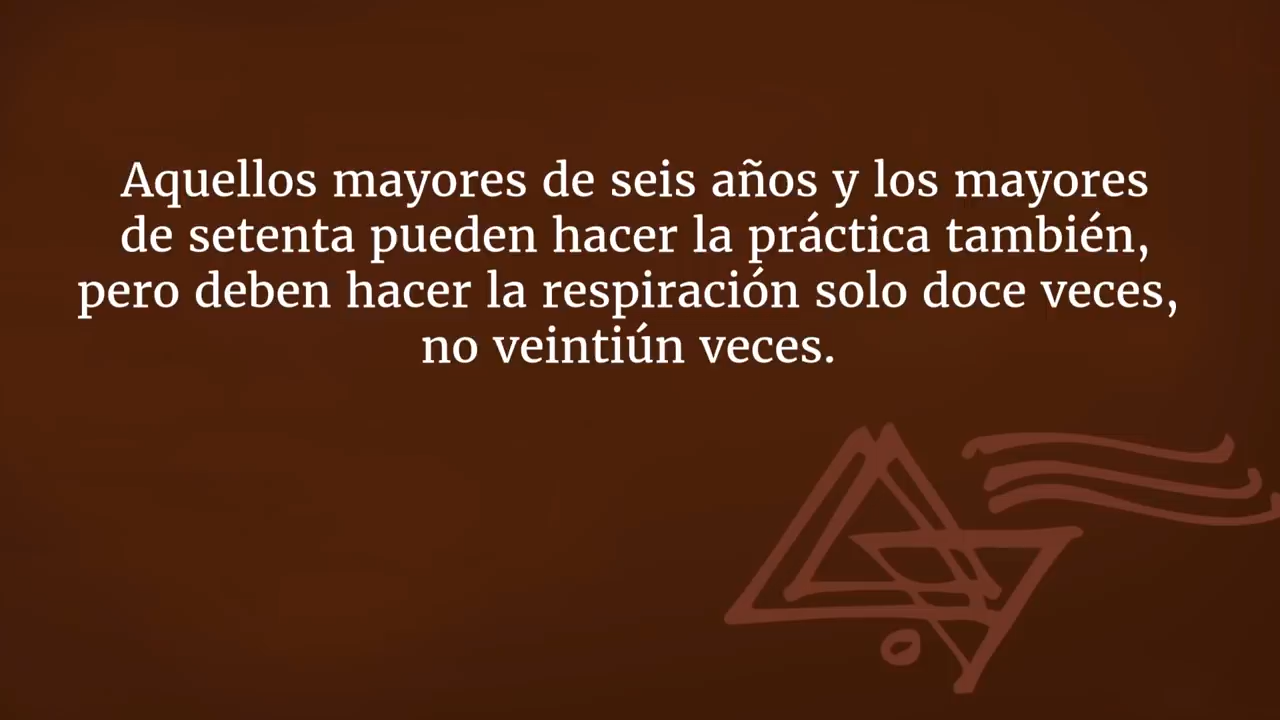 Aquellos mayores de seis años y los mayores
de setenta pueden hacer la práctica también,
pero deben hacer la respiración solo doce veces,
no veintiún veces.